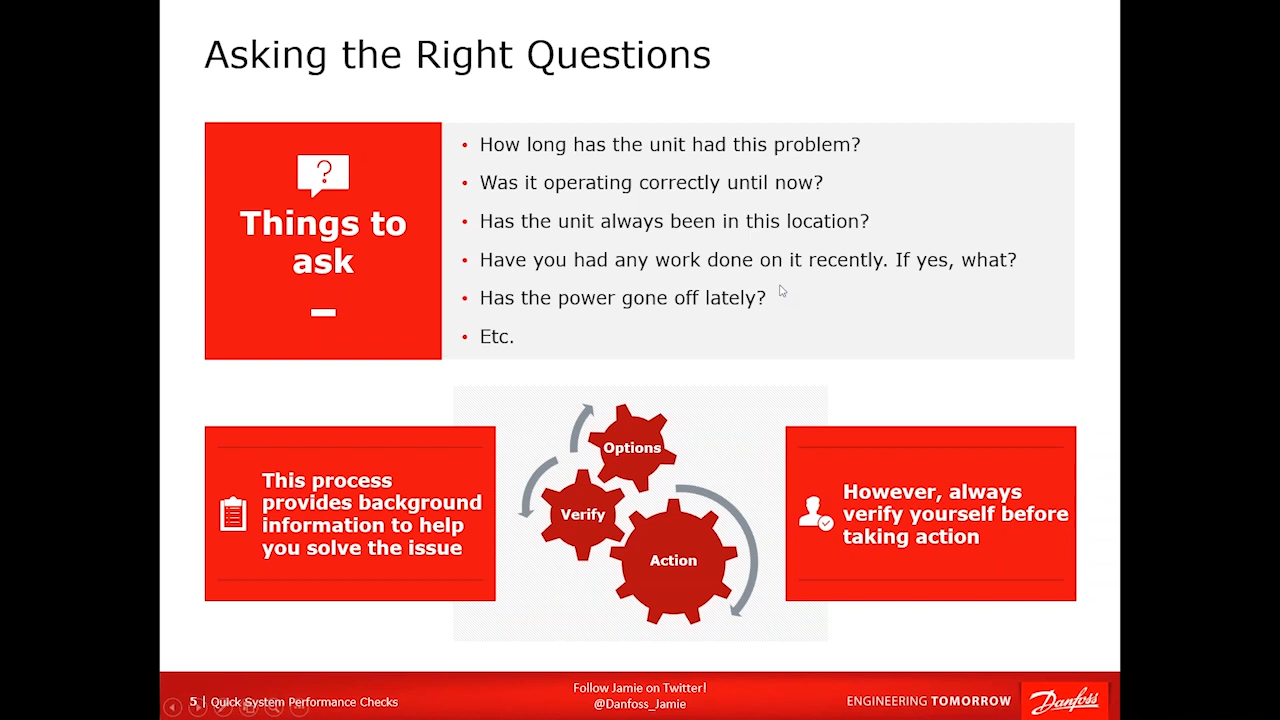 Asking the Right Questions
?
Things to
ask
• How long has the unit had this problem?
• Was it operating correctly until now?
• Has the unit always been in this location?
• Have you had any work done on it recently. If yes, what?
• Has the power gone off lately?
• Etc.
This process
provides background
information to help
you solve the issue
Options
Verify
Action
However, always
verify yourself before
taking action
5 | Quick System Performance Checks
Follow Jamie on Twitter!
@Danfoss_Jamie
ENGINEERING TOMORROW
Danfoss